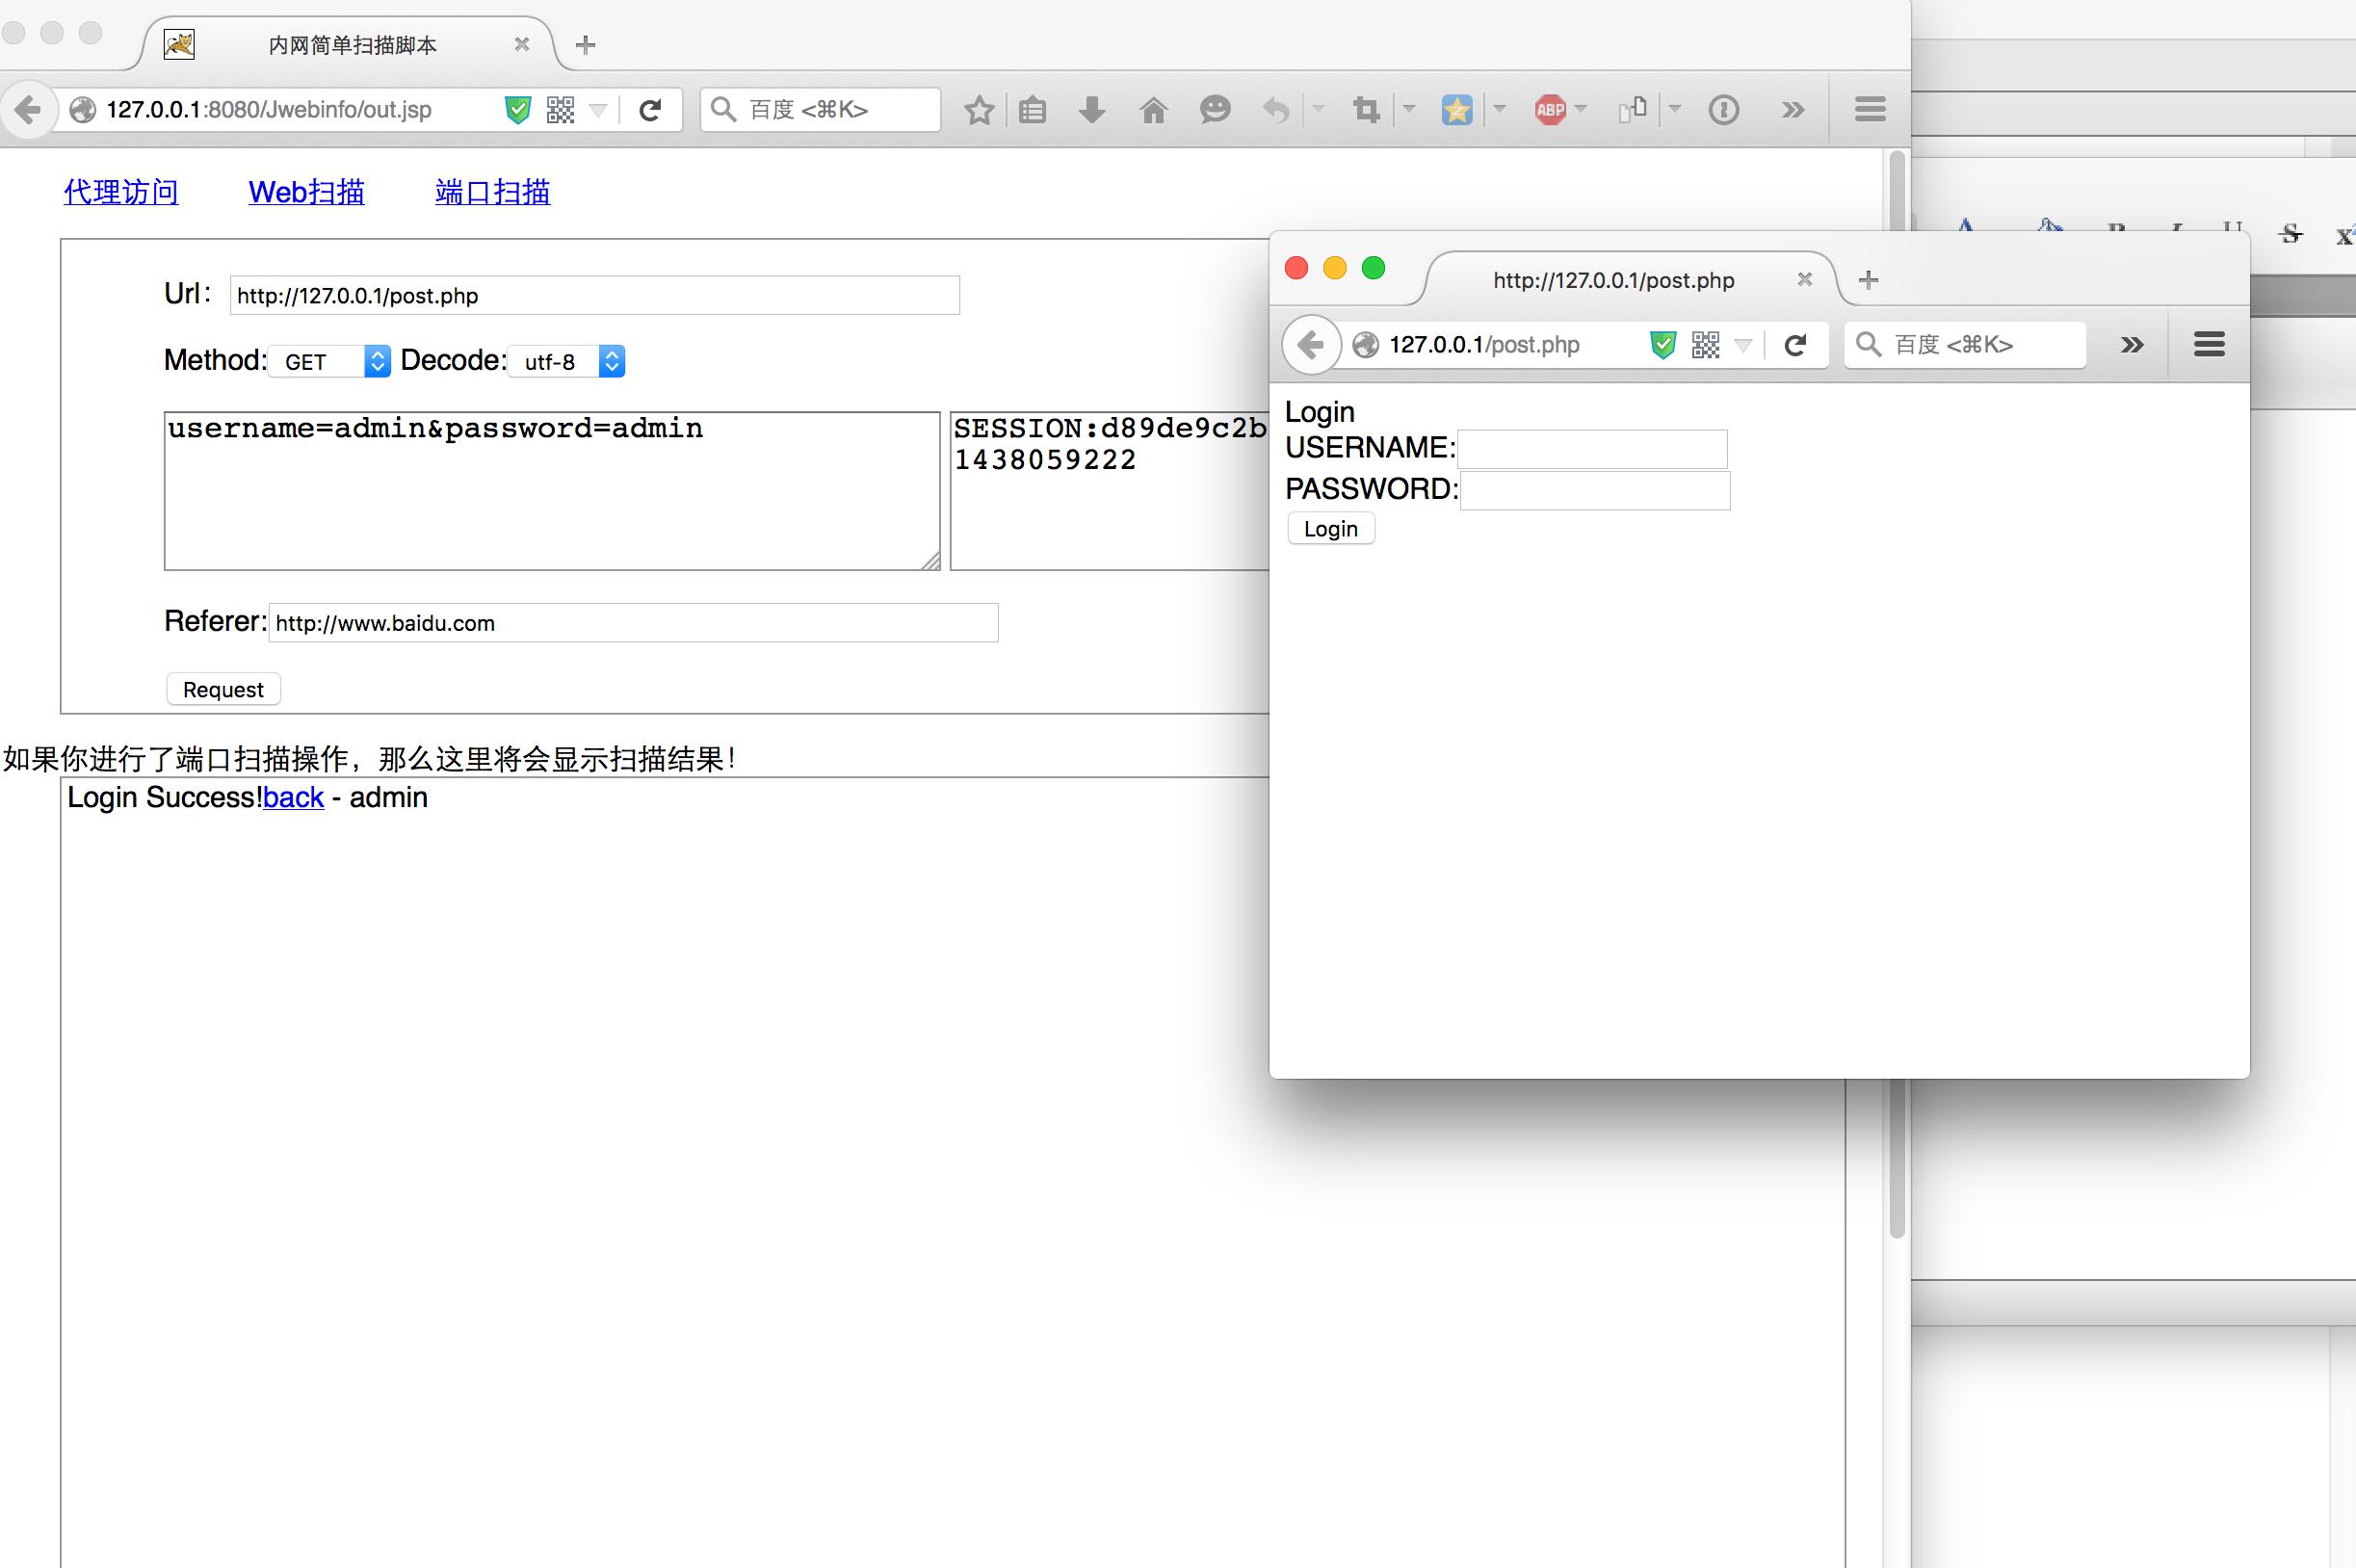 内网简单扫描脚本
127.0.0.1:8080/Jwebinfo/out.jsp
百度 <⌘K>
ABP
代理访问 Web扫描 端口扫描
Url: http://127.0.0.1/post.php
Method: GET Decode: utf-8
username=admin&password=admin
SESSION:d89de9c2b
1438059222
Referer: http://www.baidu.com
Request
如果你进行了端口扫描操作，那么这里将会显示扫描结果！
Login Success!back - admin
http://127.0.0.1/post.php
127.0.0.1/post.php
百度 <⌘K>
Login
USERNAME:
PASSWORD:
Login